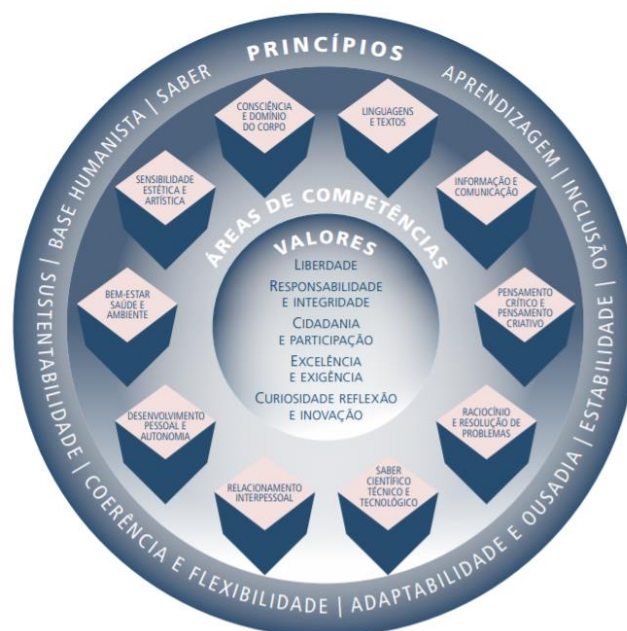 PRINCÍPIOS
BASE HUMANISTA | SABER
APRENDIZAGEM | INCLUSÃO |
ESTABILIDADE |
ADAPTABILIDADE E OUSADIA |
COERÊNCIA E FLEXIBILIDADE |
SUSTENTABILIDADE |
ÁREAS DE COMPETÊNCIAS
CONSCIÊNCIA
E DOMÍNIO
DO CORPO
LINGUAGENS
E TEXTOS
INFORMAÇÃO E
COMUNICAÇÃO
PENSAMENTO
CRÍTICO E
PENSAMENTO
CRIATIVO
RACIOCÍNIO
E RESOLUÇÃO DE
PROBLEMAS
SABER
CIENTÍFICO
TÉCNICO E
TECNOLÓGICO
RELACIONAMENTO
INTERPESSOAL
DESENVOLVIMENTO
PESSOAL E
AUTONOMIA
BEM-ESTAR
SAÚDE E
AMBIENTE
SENSIBILIDADE
ESTÉTICA E
ARTÍSTICA
VALORES
LIBERDADE
RESPONSABILIDADE
E INTEGRIDADE
CIDADANIA
E PARTICIPAÇÃO
EXCELÊNCIA
E EXIGÊNCIA
CURIOSIDADE REFLEXÃO
E INOVAÇÃO